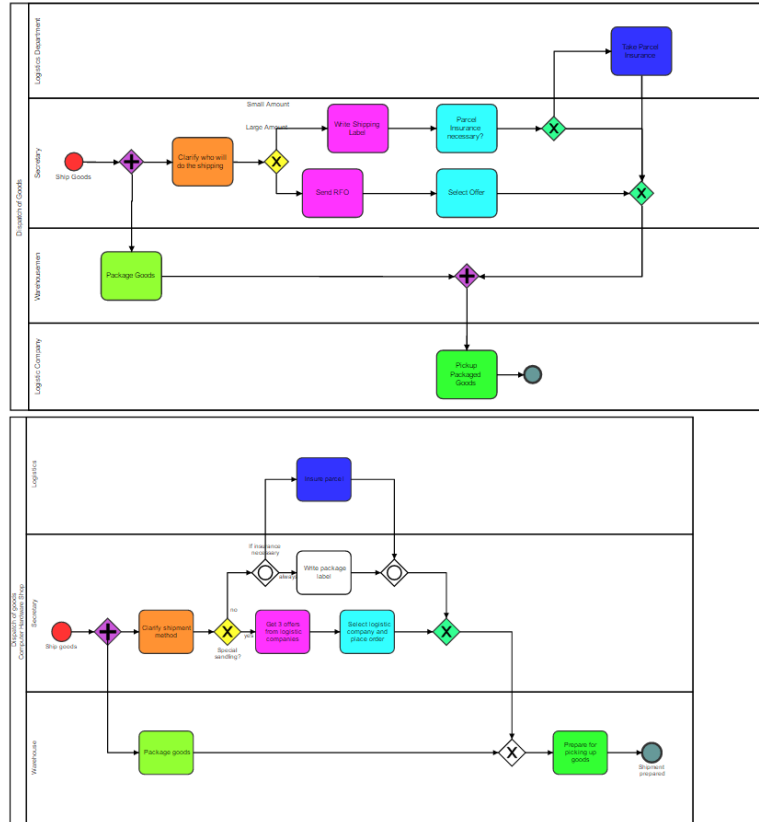 Dispatch of Goods
Logistics Department
Take Parcel
Insurance
Secretary
Small Amount
Large Amount
Write Shipping
Label
Parcel
Insurance
necessary?
Ship Goods
Clarify who will
do the shipping
Send RFO
Select Offer
Warehousemen
Package Goods
Logistic Company
Pickup
Packaged
Goods
Dispatch of goods
Computer Hardware Shop
Logistics
Insure parcel
Secretary
If insurance
necessary
always
Write package
label
no
Ship goods
Clarify shipment
method
yes
Special
sandling?
Get 3 offers
from logistic
companies
Select logistic
company and
place order
Warehouse
Package goods
Prepare for
picking up
goods
Shipment
prepared